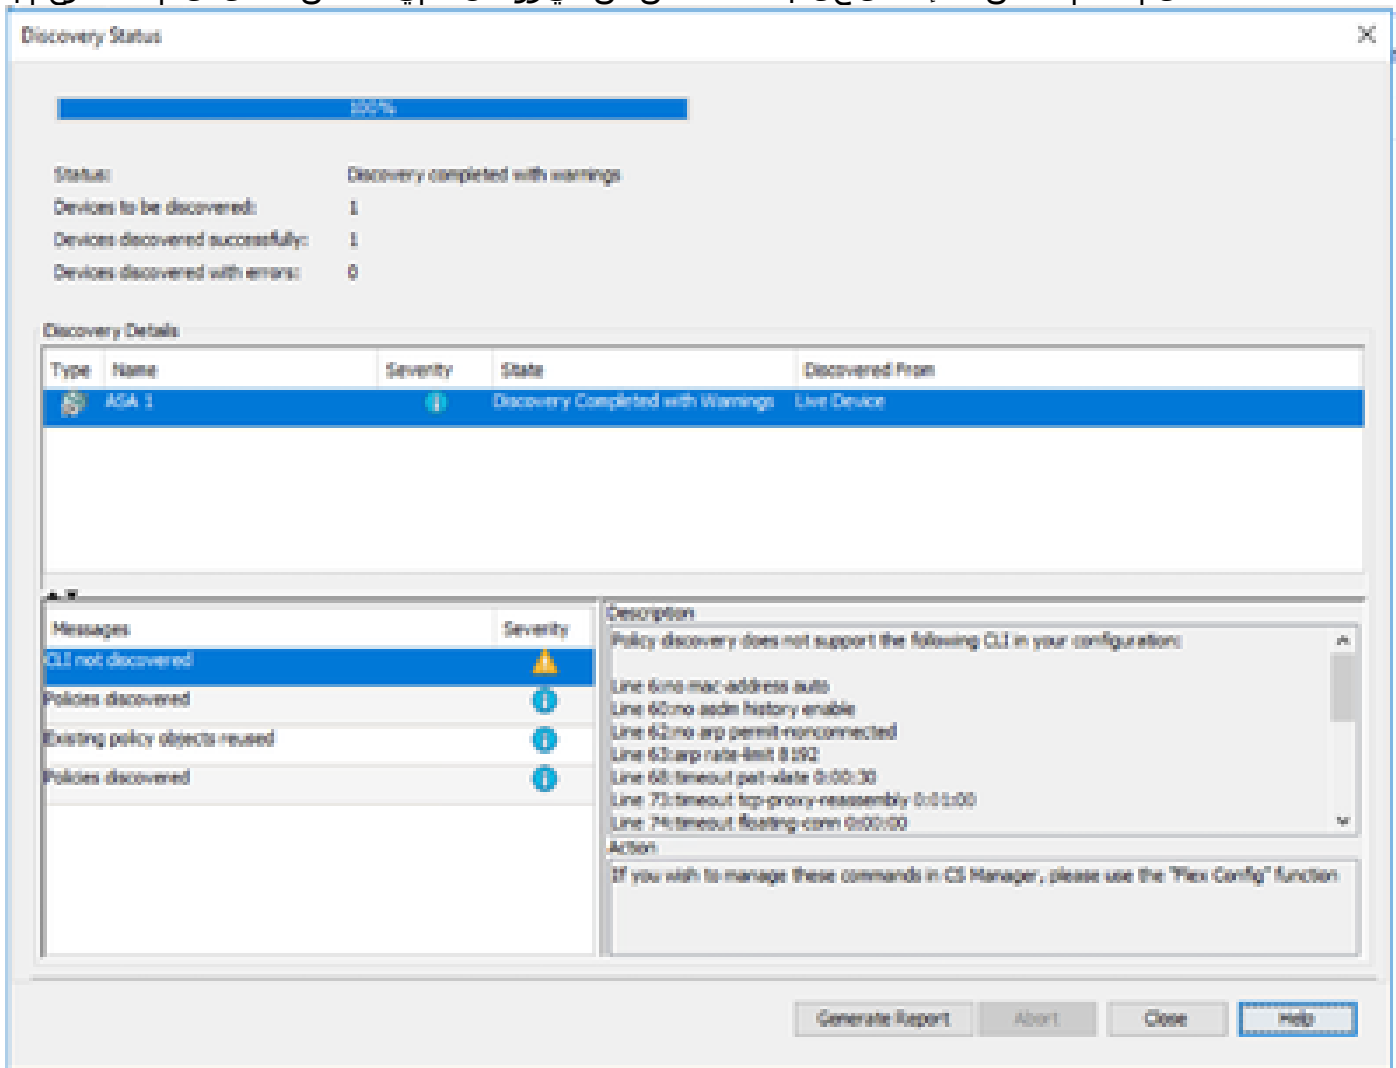 Discovery Status
100%
Status: Discovery completed with warnings
Devices to be discovered: 1
Devices discovered successfully: 1
Devices discovered with errors: 0
Discovery Details
Type Name Severity State Discovered From
ASA 1 Discovery Completed with Warnings Live Device
Messages Severity
CLI not discovered
Policies discovered
Existing policy objects reused
Policies discovered
Description
Policy discovery does not support the following CLI in your configuration:
Line 6:no mac-address auto
Line 60:no asdm history enable
Line 62:no arp permit-nonconnected
Line 63:arp rate-limit 8192
Line 68:timeout pat-xlate 0:00:30
Line 73:timeout tcp-proxy-reassembly 0:01:00
Line 74:timeout floating-conn 0:00:00
Action
If you wish to manage these commands in CS Manager, please use the "Flex Config" function
Generate Report Abort Close Help